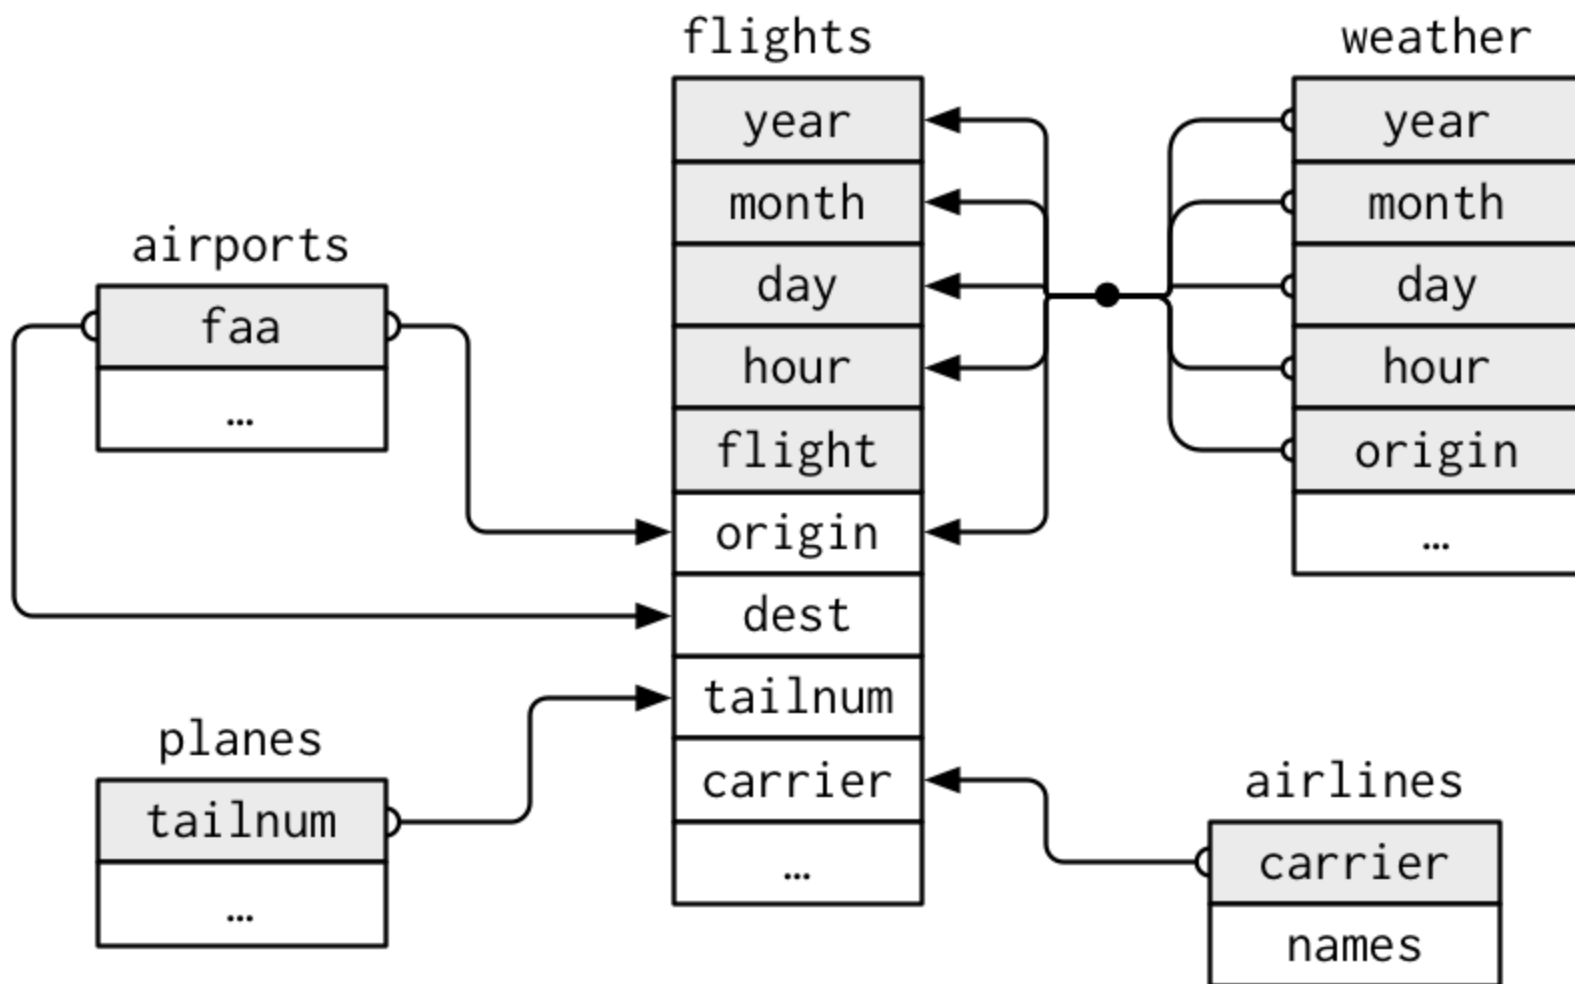 flights
year
month
day
hour
flight
origin
dest
tailnum
carrier
…
weather
year
month
day
hour
origin
…
airports
faa
…
planes
tailnum
…
airlines
carrier
names